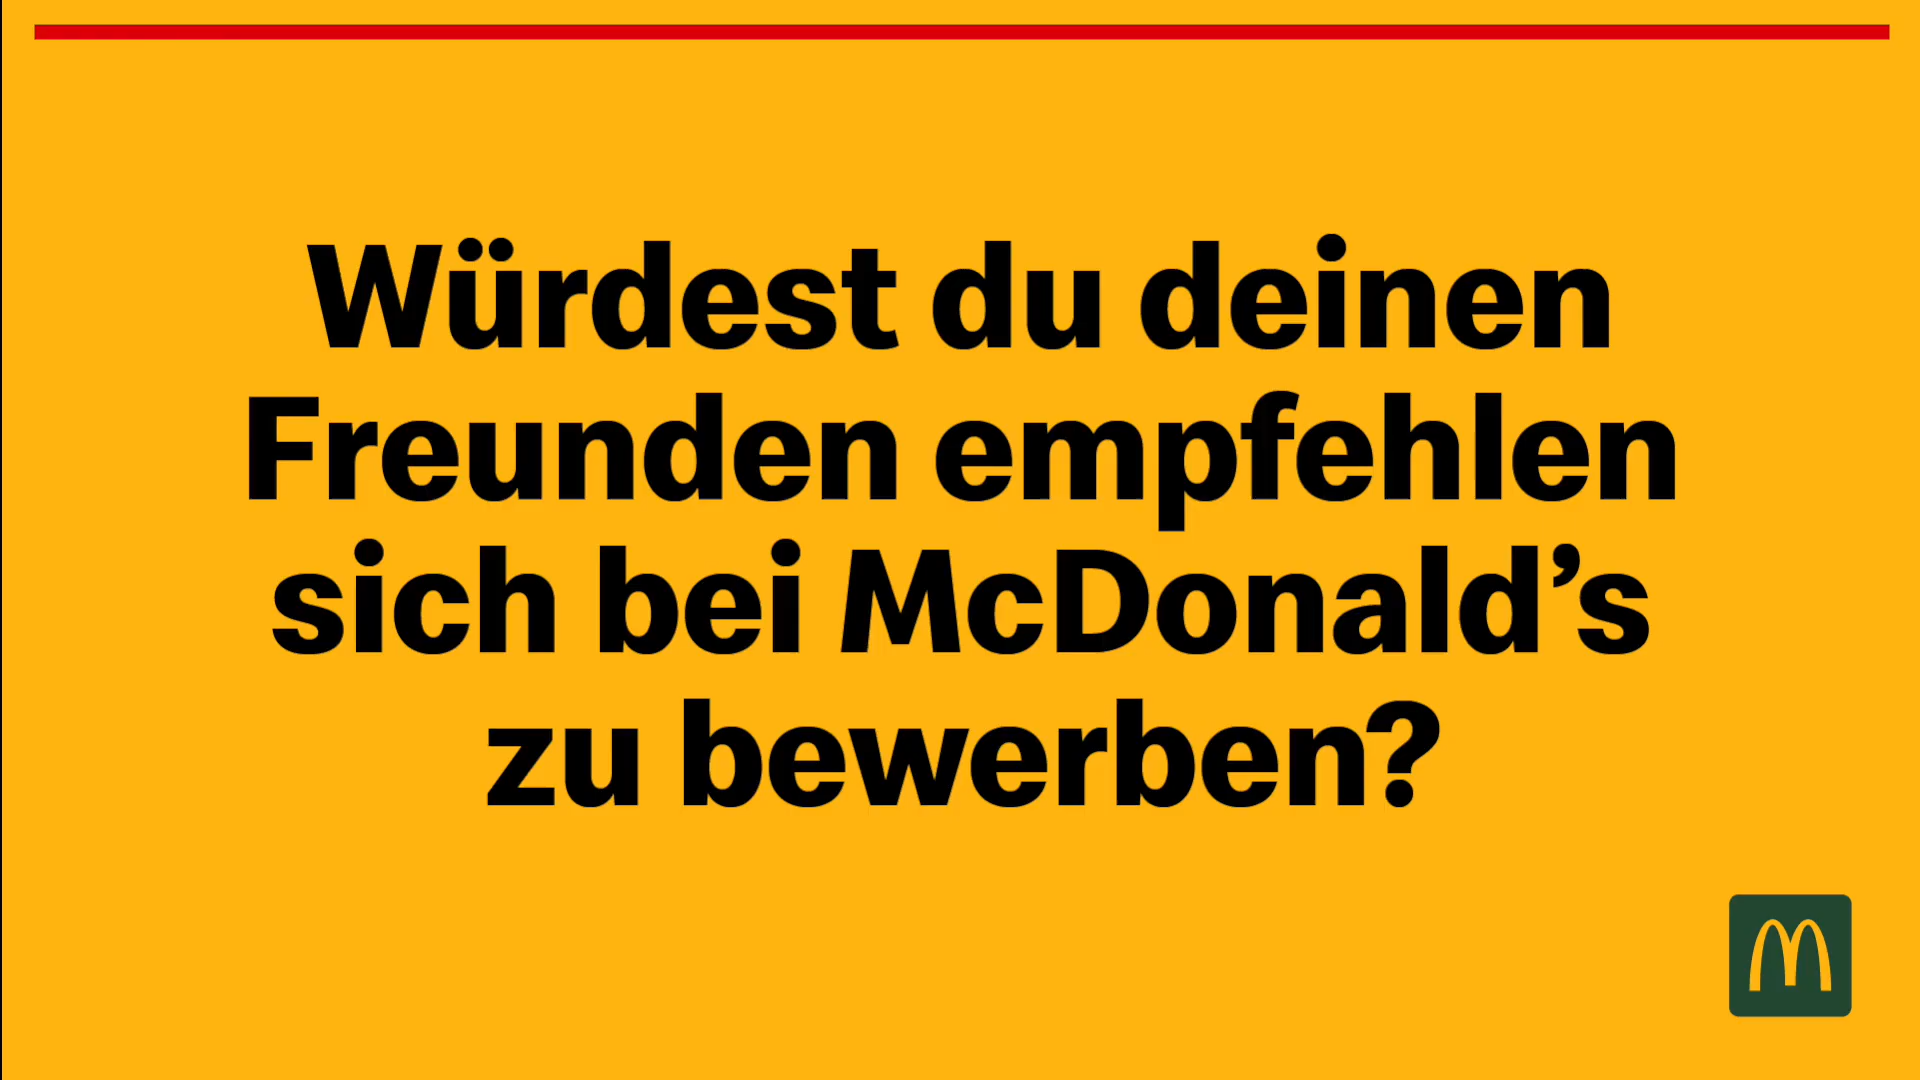 Würdest du deinen
Freunden empfehlen
sich bei McDonald’s
zu bewerben?